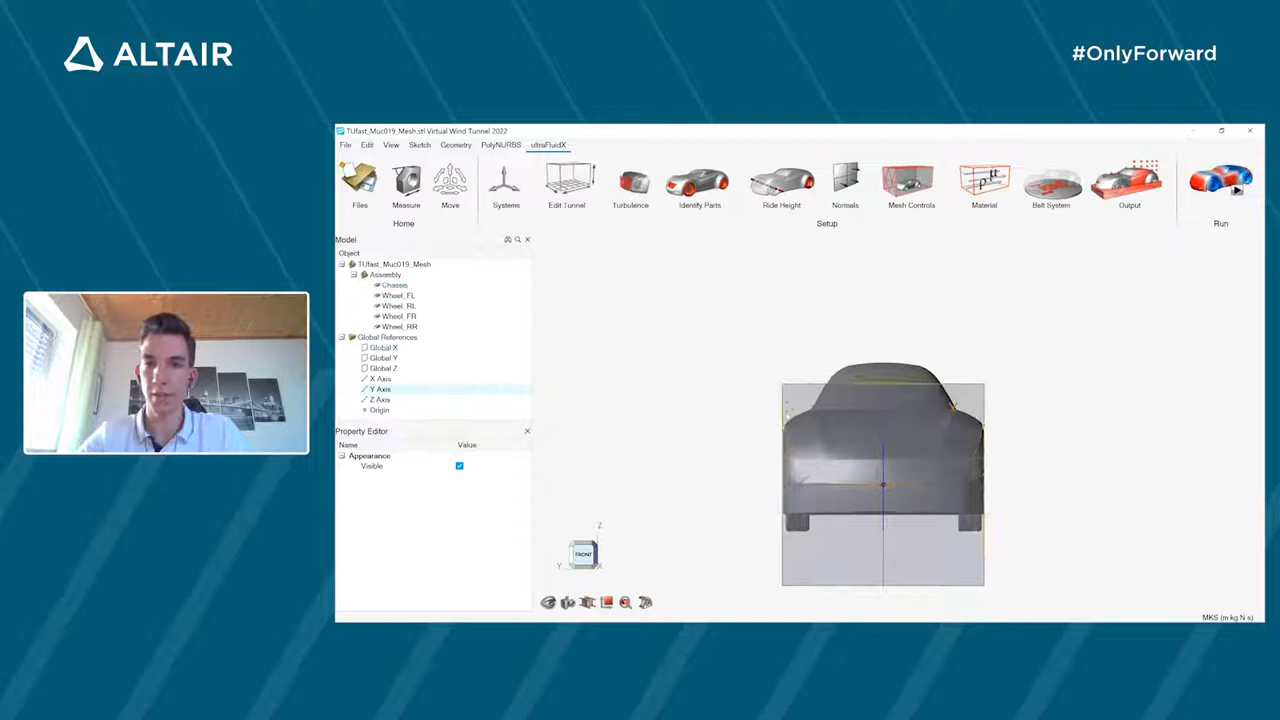 ALTAIR
#OnlyForward
TUfast_Muc019_Mesh.stl Virtual Wind Tunnel 2022
File Edit View Sketch Geometry PolyNURBS ultraFluidX
Files Measure Move Systems Edit Tunnel Turbulence Identify Parts Ride Height Normals Mesh Controls Material Belt System Output
Home Setup Run
Model
Object
TUfast_Muc019_Mesh
Assembly
Chassis
Wheel_FL
Wheel_RL
Wheel_FR
Wheel_RR
Global References
Global X
Global Y
Global Z
X Axis
Y Axis
Z Axis
Origin
Property Editor
Name Value
Appearance
Visible
Z
FRONT
Y X
MKS (m kg N s)